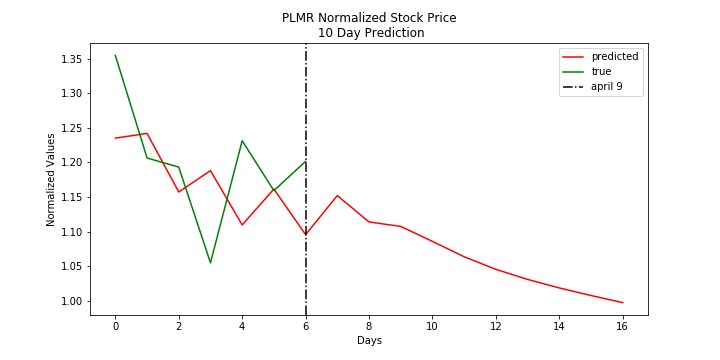 PLMR Normalized Stock Price
10 Day Prediction
predicted
true
april 9
Normalized Values
1.35
1.30
1.25
1.20
1.15
1.10
1.05
1.00
0 2 4 6 8 10 12 14 16
Days